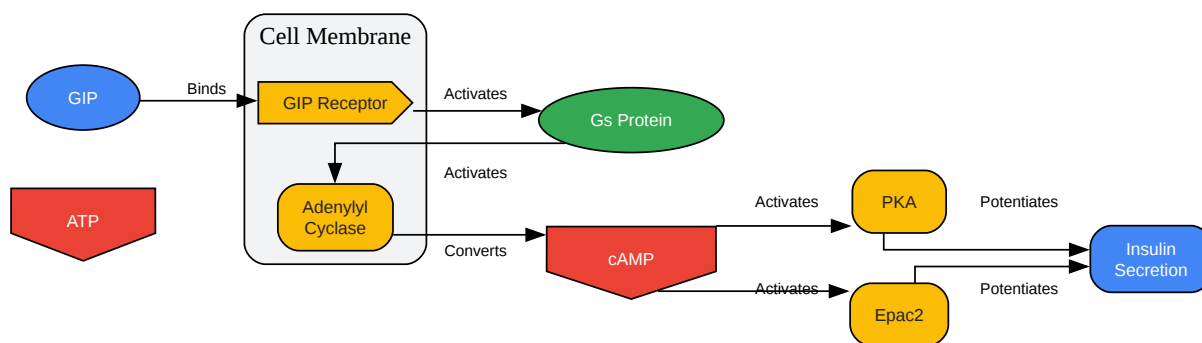 Cell Membrane
GIP
Binds
GIP Receptor
Activates
Gs Protein
Activates
ATP
Adenylyl
Cyclase
Converts
cAMP
Activates
PKA
Potentiates
Insulin
Secretion
Activates
Epac2
Potentiates